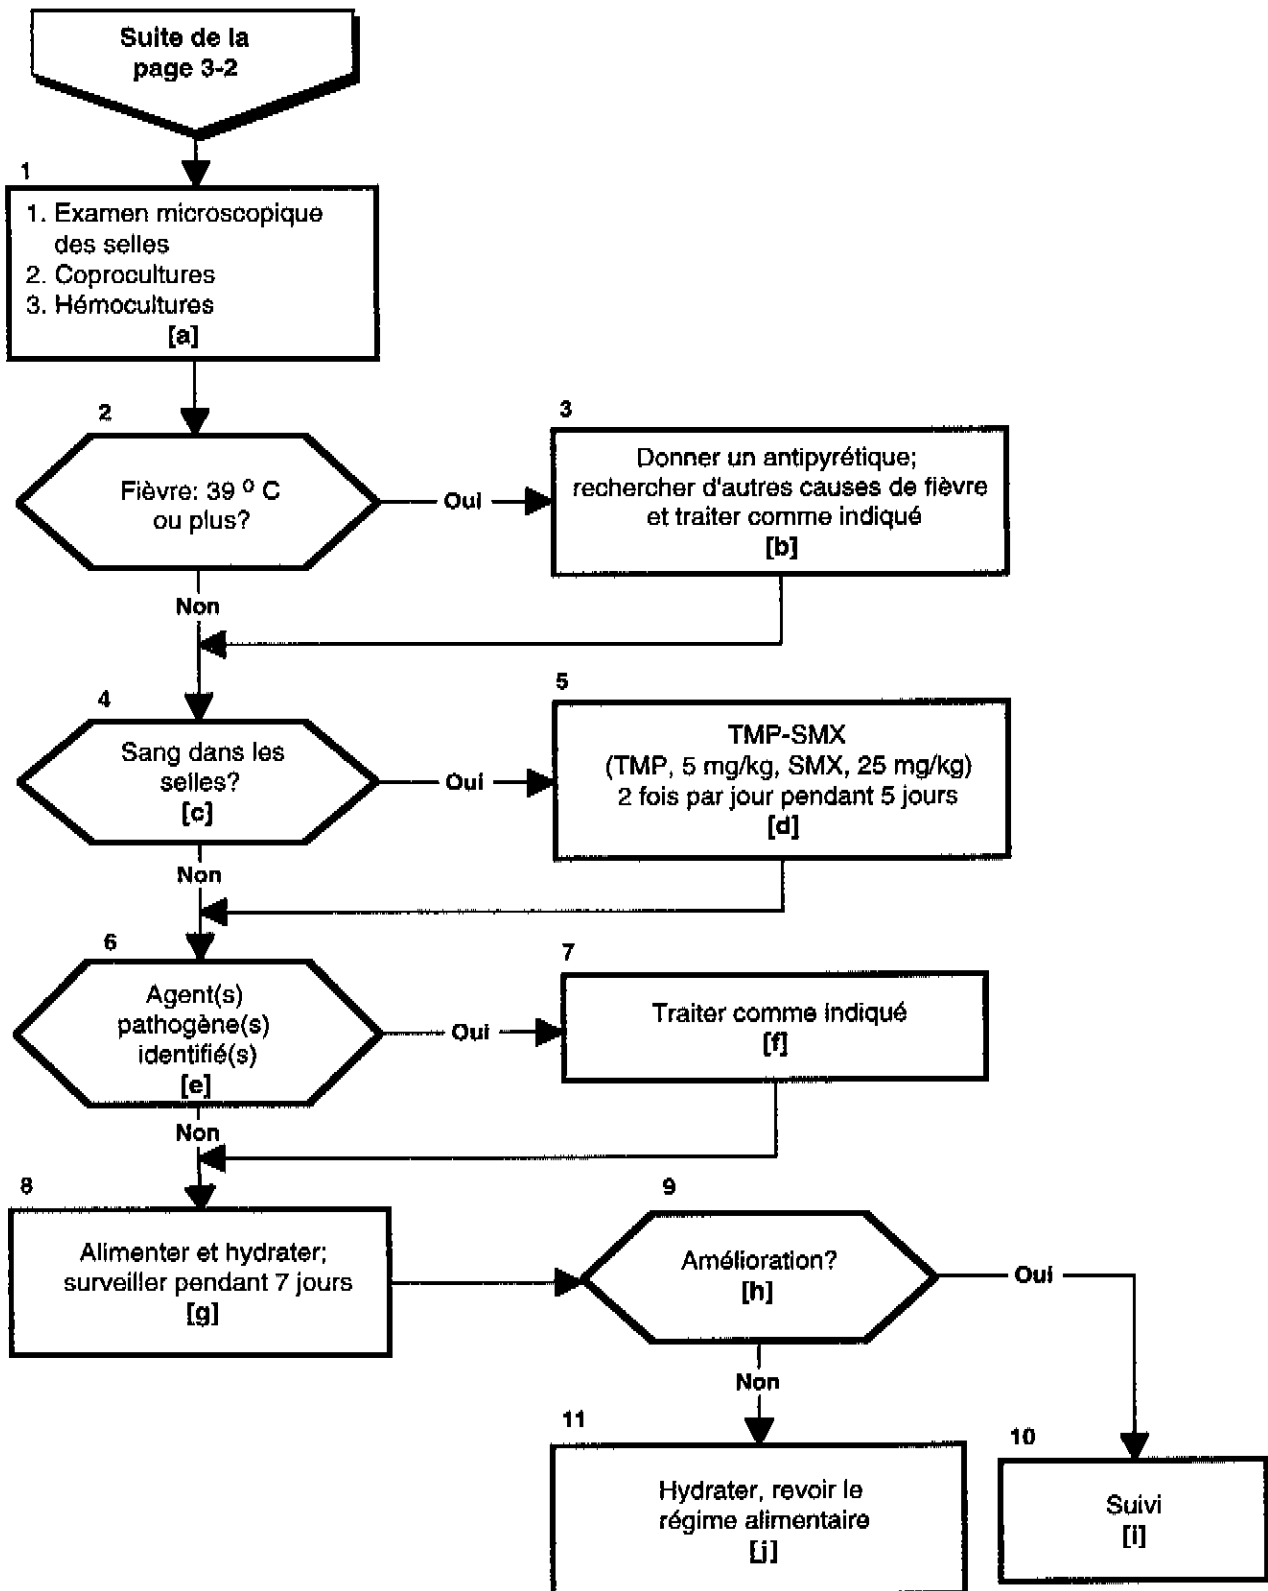 Suite de la
page 3-2
1
1. Examen microscopique
des selles
2. Coprocultures
3. Hémocultures
[a]
2
Fièvre: 39 º C
ou plus?
Oui
3
Donner un antipyrétique;
rechercher d'autres causes de fièvre
et traiter comme indiqué
[b]
Non
4
Sang dans les
selles?
[c]
Oui
5
TMP-SMX
(TMP, 5 mg/kg, SMX, 25 mg/kg)
2 fois par jour pendant 5 jours
[d]
Non
6
Agent(s)
pathogène(s)
identifié(s)
[e]
Oui
7
Traiter comme indiqué
[f]
Non
8
Alimenter et hydrater;
surveiller pendant 7 jours
[g]
9
Amélioration?
[h]
Oui
Non
11
Hydrater, revoir le
régime alimentaire
[j]
10
Suivi
[i]